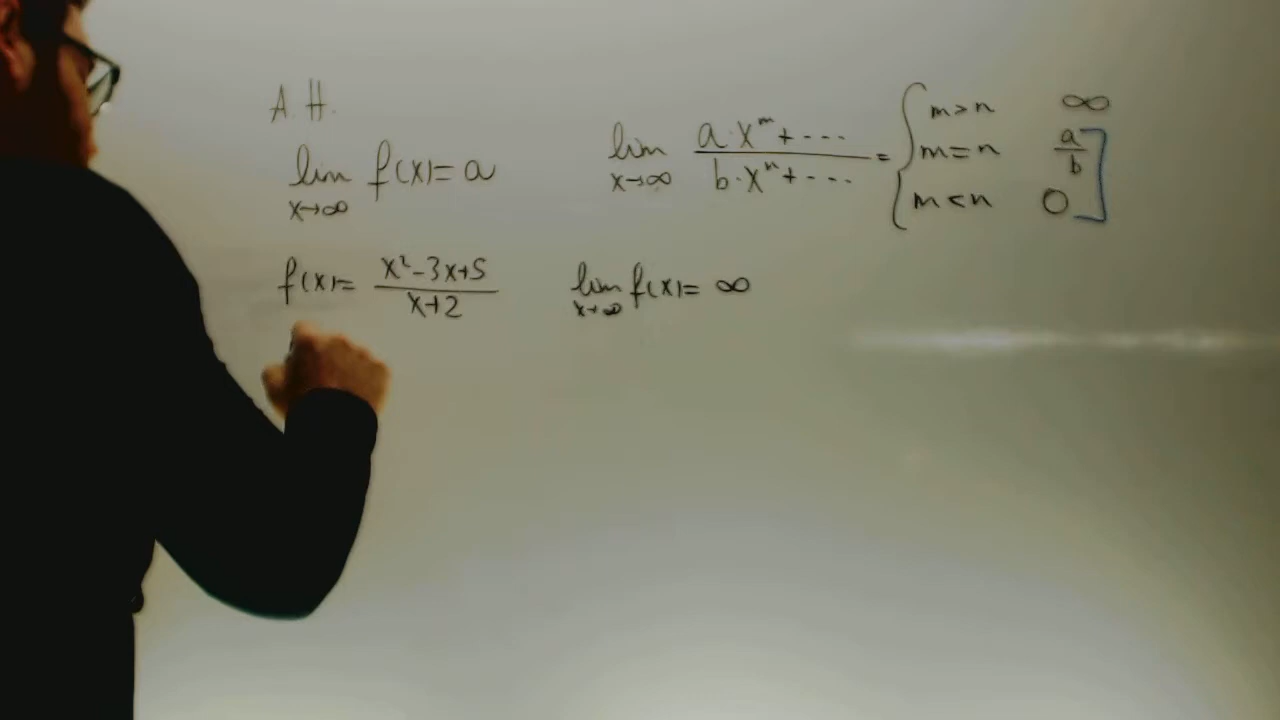 A.H.
lim x→∞ f(x)=a
lim x→∞ a·x^m+---- / b·x^n+---- = { m>n ∞
m=n a/b
m<n 0
f(x)= x²-3x+5 / x+2
lim x→∞ f(x)= ∞